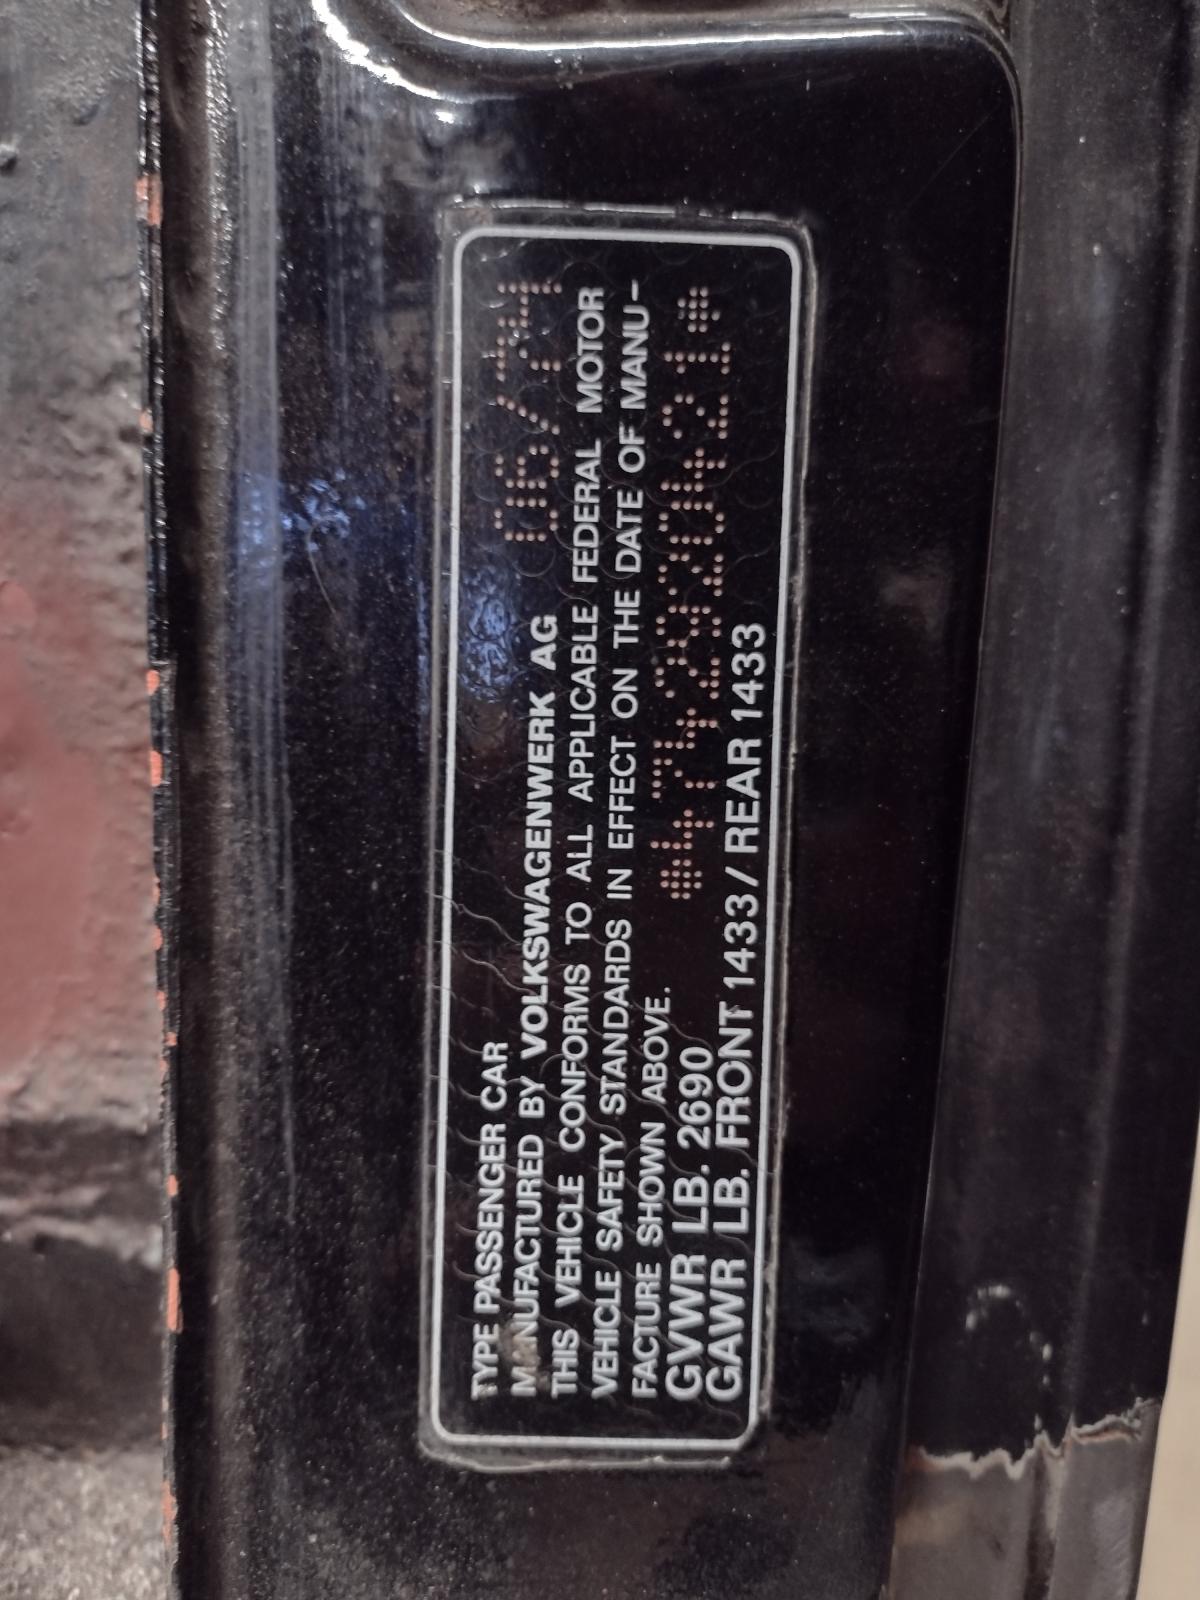 TYPE PASSENGER CAR
MANUFACTURED BY VOLKSWAGENWERK AG 06/74
THIS VEHICLE CONFORMS TO ALL APPLICABLE FEDERAL MOTOR
VEHICLE SAFETY STANDARDS IN EFFECT ON THE DATE OF MANU-
FACTURE SHOWN ABOVE.
GVWR LB. 2690 *4742920421*
GAWR LB. FRONT 1433/REAR 1433